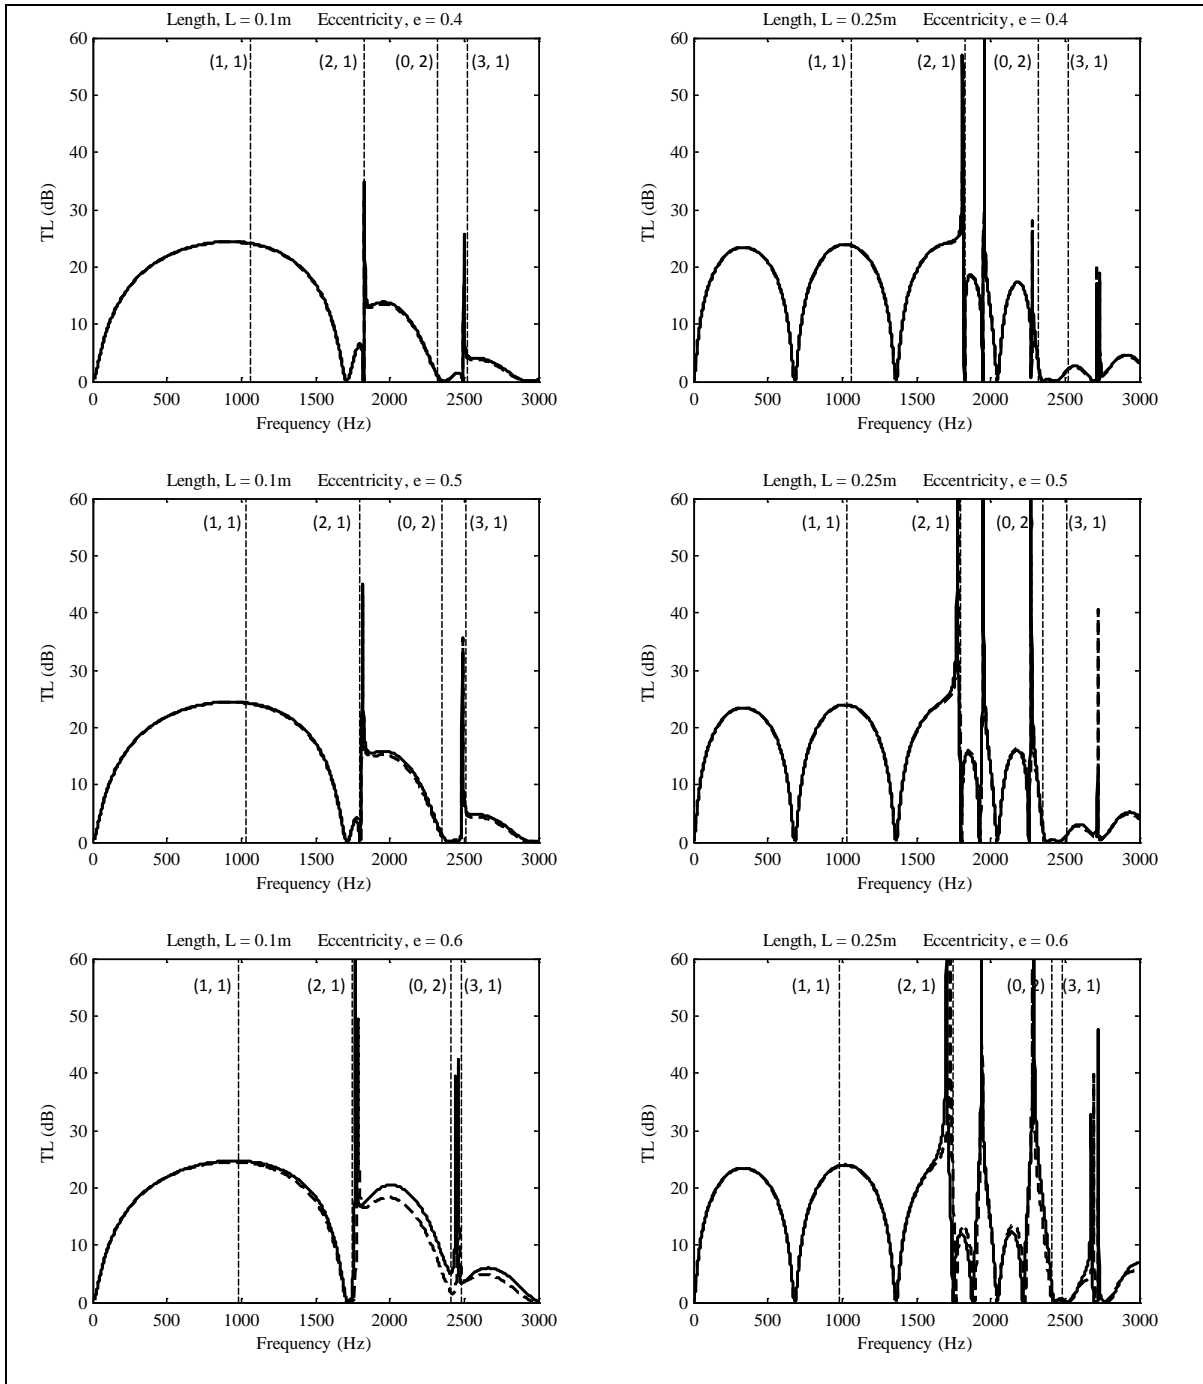 Length, L = 0.1m Eccentricity, e = 0.4
60
50
40
30
20
10
0
TL (dB)
(1, 1)
(2, 1)
(0, 2)
(3, 1)
0 500 1000 1500 2000 2500 3000
Frequency (Hz)
Length, L = 0.25m Eccentricity, e = 0.4
60
50
40
30
20
10
0
TL (dB)
(1, 1)
(2, 1)
(0, 2)
(3, 1)
0 500 1000 1500 2000 2500 3000
Frequency (Hz)
Length, L = 0.1m Eccentricity, e = 0.5
60
50
40
30
20
10
0
TL (dB)
(1, 1)
(2, 1)
(0, 2)
(3, 1)
0 500 1000 1500 2000 2500 3000
Frequency (Hz)
Length, L = 0.25m Eccentricity, e = 0.5
60
50
40
30
20
10
0
TL (dB)
(1, 1)
(2, 1)
(0, 2)
(3, 1)
0 500 1000 1500 2000 2500 3000
Frequency (Hz)
Length, L = 0.1m Eccentricity, e = 0.6
60
50
40
30
20
10
0
TL (dB)
(1, 1)
(2, 1)
(0, 2)
(3, 1)
0 500 1000 1500 2000 2500 3000
Frequency (Hz)
Length, L = 0.25m Eccentricity, e = 0.6
60
50
40
30
20
10
0
TL (dB)
(1, 1)
(2, 1)
(0, 2)
(3, 1)
0 500 1000 1500 2000 2500 3000
Frequency (Hz)